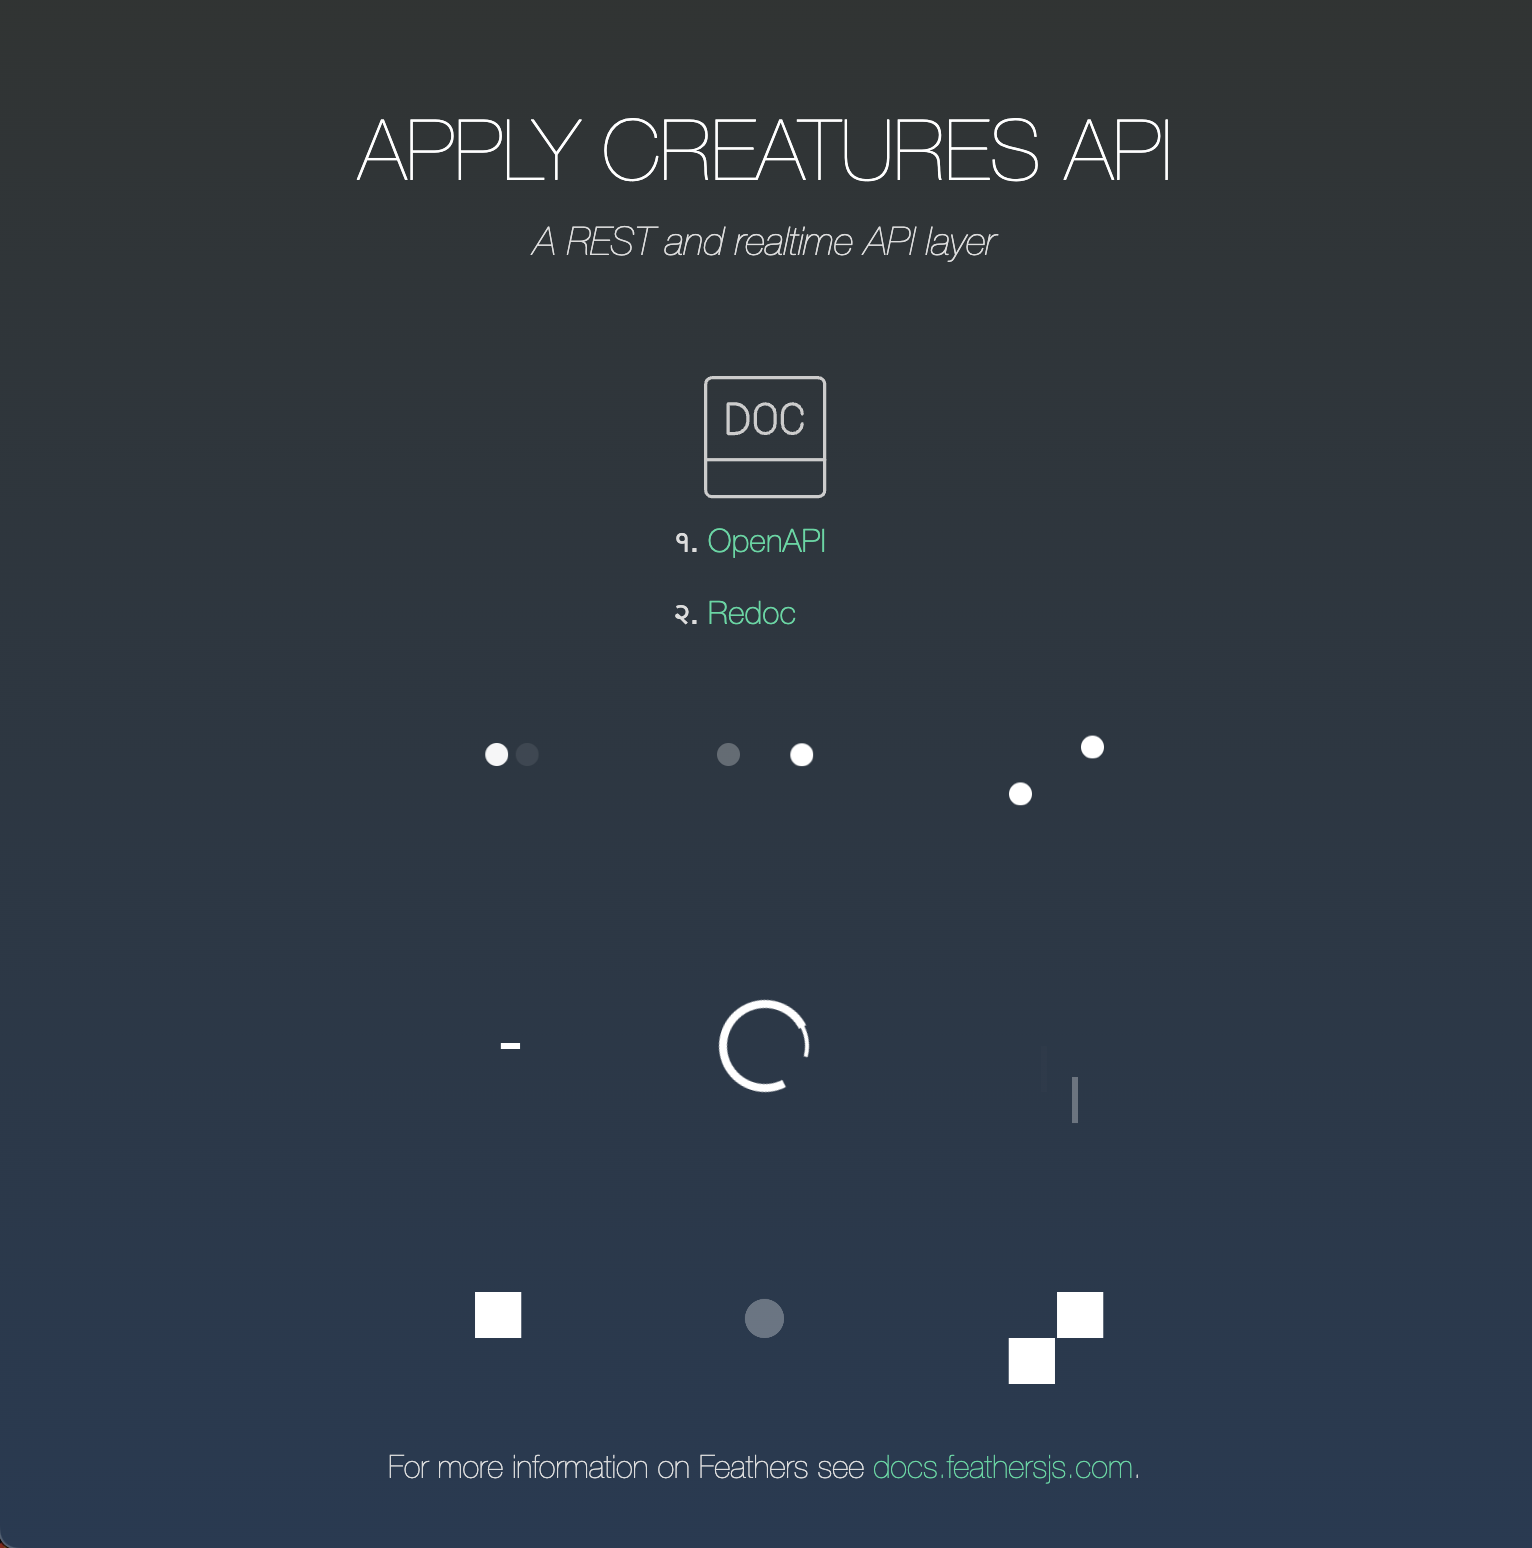 APPLY CREATURES API
A REST and realtime API layer
DOC
१. OpenAPI
२. Redoc
For more information on Feathers see docs.feathersjs.com.